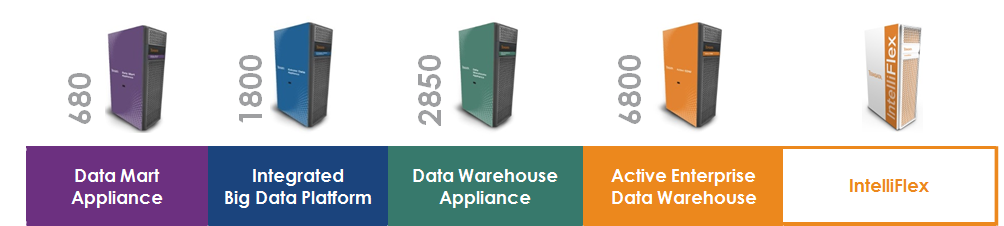 680
1800
2850
6800
IntelliFlex
Data Mart
Appliance
Integrated
Big Data Platform
Data Warehouse
Appliance
Active Enterprise
Data Warehouse
IntelliFlex